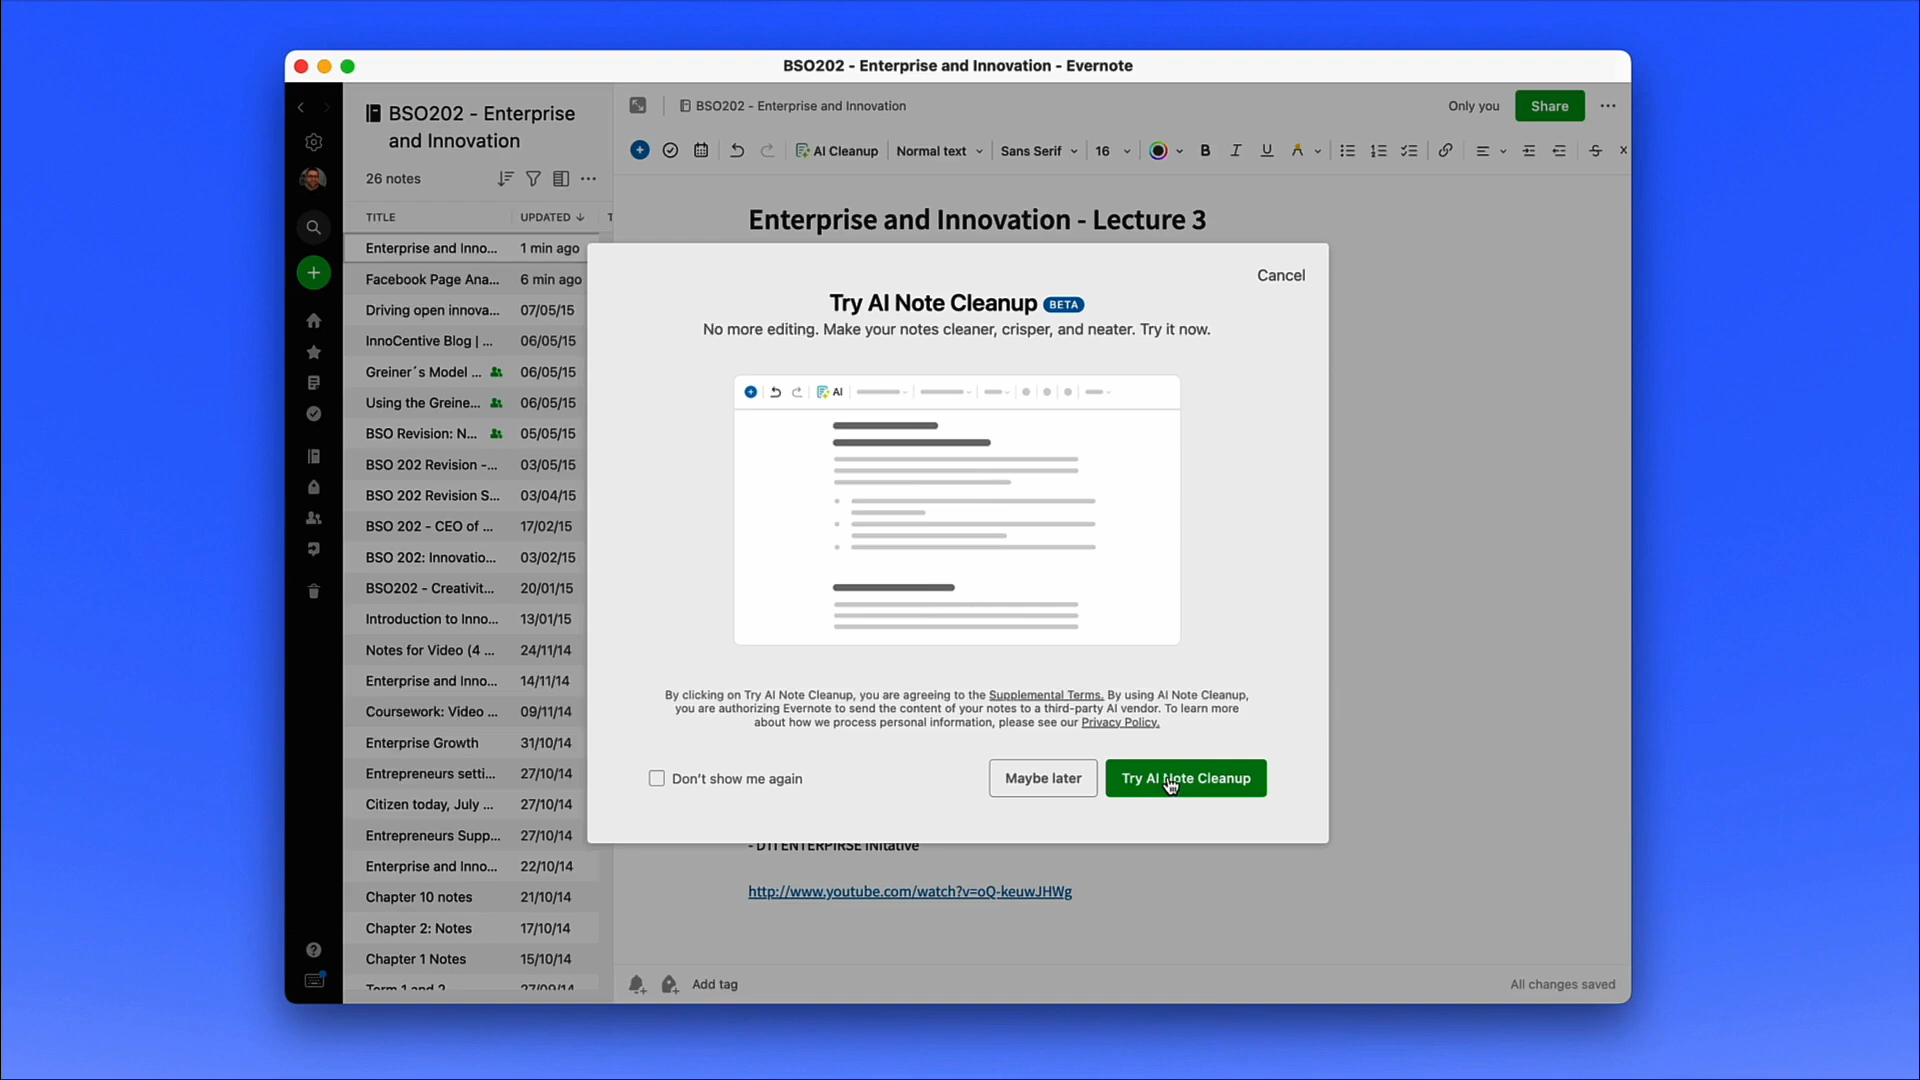 BSO202 - Enterprise and Innovation - Evernote
BSO202 - Enterprise
and Innovation
26 notes
TITLE
UPDATED
Enterprise and Inno... 1 min ago
Facebook Page Ana... 6 min ago
Driving open innova... 07/05/15
InnoCentive Blog | ... 06/05/15
Greiner´s Model ... 06/05/15
Using the Greine... 06/05/15
BSO Revision: N... 05/05/15
BSO 202 Revision -... 03/05/15
BSO 202 Revision S... 03/04/15
BSO 202 - CEO of ... 17/02/15
BSO 202: Innovatio... 03/02/15
BSO202 - Creativit... 20/01/15
Introduction to Inno... 13/01/15
Notes for Video (4 ... 24/11/14
Enterprise and Inno... 14/11/14
Coursework: Video ... 09/11/14
Enterprise Growth 31/10/14
Entrepreneurs setti... 27/10/14
Citizen today, July ... 27/10/14
Entrepreneurs Supp... 27/10/14
Enterprise and Inno... 22/10/14
Chapter 10 notes 21/10/14
Chapter 2: Notes 17/10/14
Chapter 1 Notes 15/10/14
Term 1 and 2 27/09/14
BSO202 - Enterprise and Innovation
Only you
Share
AI Cleanup
Normal text
Sans Serif
16
B I U A
Enterprise and Innovation - Lecture 3
Cancel
Try AI Note Cleanup BETA
No more editing. Make your notes cleaner, crisper, and neater. Try it now.
AI
By clicking on Try AI Note Cleanup, you are agreeing to the Supplemental Terms. By using AI Note Cleanup,
you are authorizing Evernote to send the content of your notes to a third-party AI vendor. To learn more
about how we process personal information, please see our Privacy Policy.
Don't show me again
Maybe later
Try AI Note Cleanup
- DTI ENTERPIRSE INitative
http://www.youtube.com/watch?v=oQ-keuwJHWg
Add tag
All changes saved